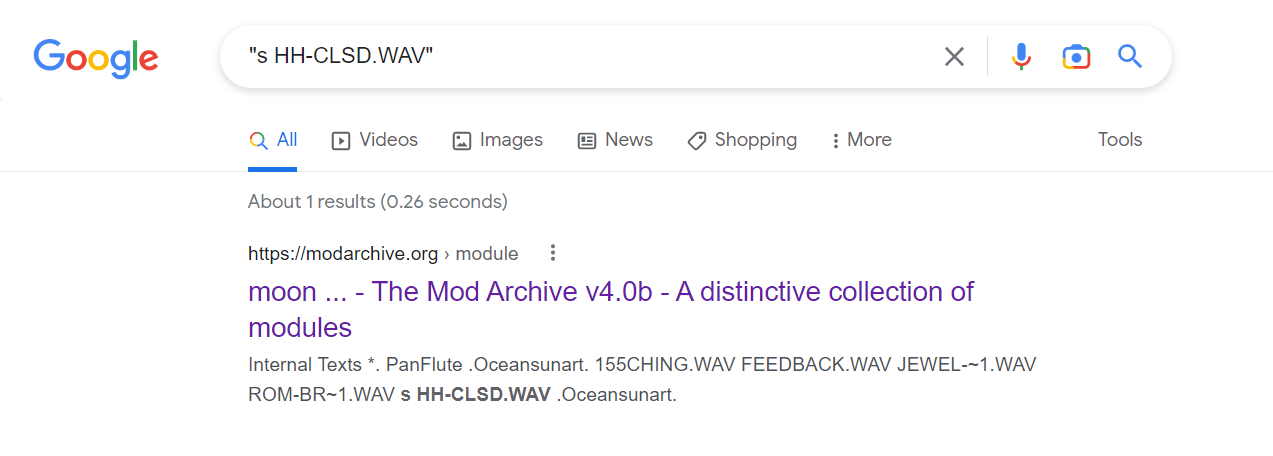 Google "s HH-CLSD.WAV"
All Videos Images News Shopping More Tools
About 1 results (0.26 seconds)
https://modarchive.org › module
moon ... - The Mod Archive v4.0b - A distinctive collection of
modules
Internal Texts *. PanFlute .Oceansunart. 155CHING.WAV FEEDBACK.WAV JEWEL-~1.WAV
ROM-BR~1.WAV s HH-CLSD.WAV .Oceansunart.